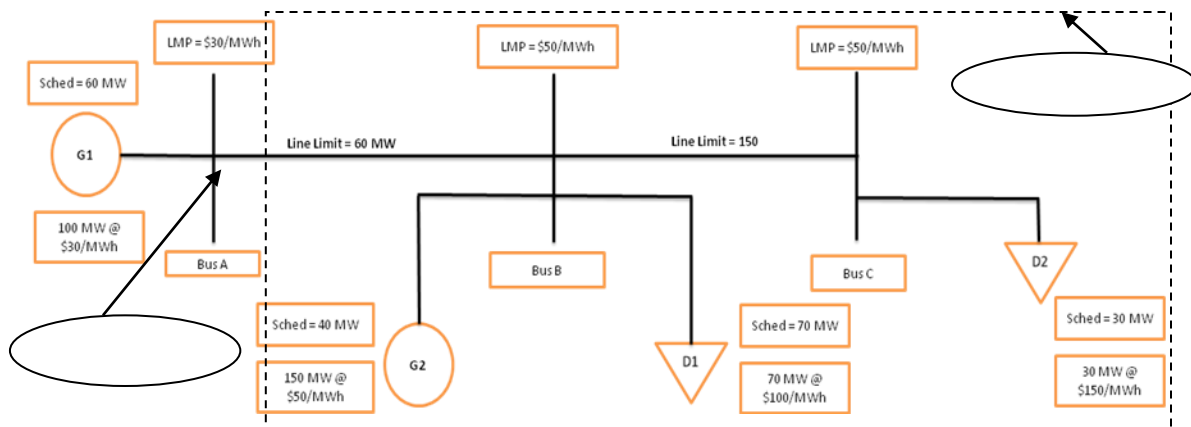 LMP = $30/MWh
LMP = $50/MWh
LMP = $50/MWh
Sched = 60 MW
G1
Line Limit = 60 MW
Line Limit = 150
100 MW @
$30/MWh
Bus A
Bus B
Bus C
D2
Sched = 40 MW
G2
150 MW @
$50/MWh
D1
Sched = 70 MW
70 MW @
$100/MWh
Sched = 30 MW
30 MW @
$150/MWh